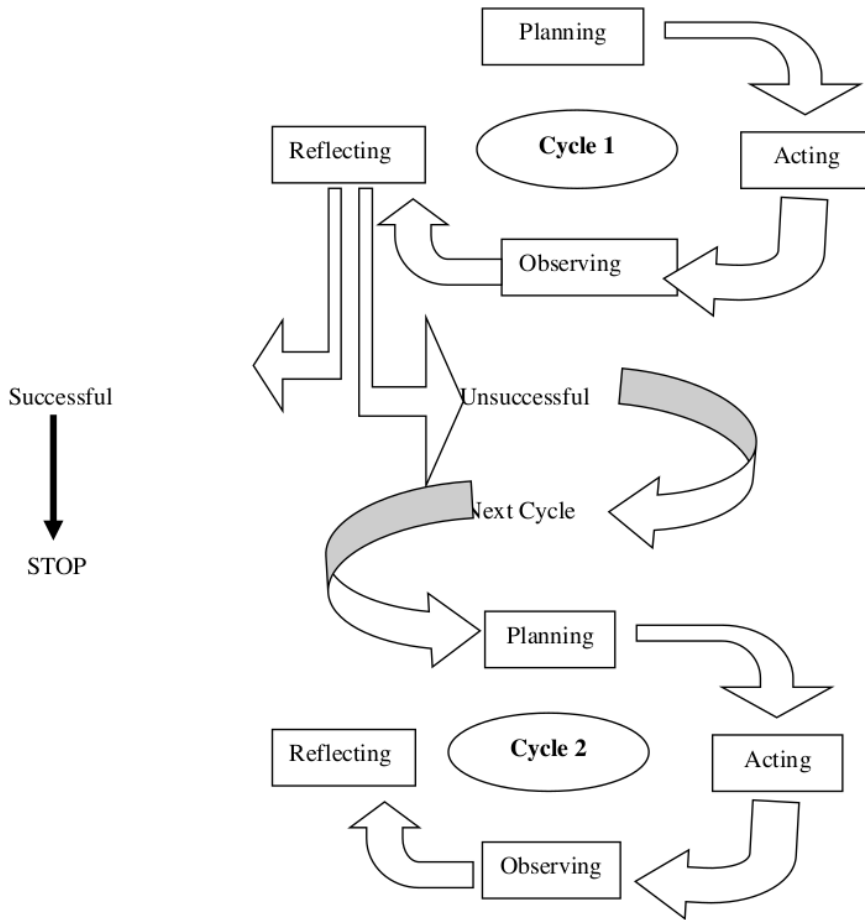 Planning
Reflecting
Cycle 1
Acting
Observing
Successful
Unsuccessful
Next Cycle
STOP
Planning
Reflecting
Cycle 2
Acting
Observing